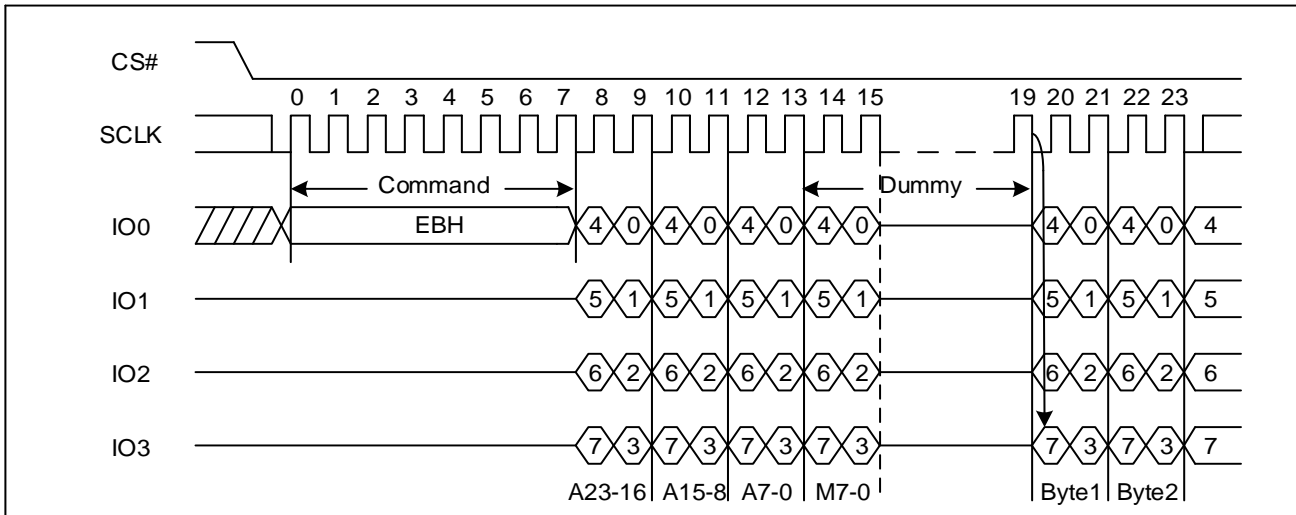 CS#
0 1 2 3 4 5 6 7 8 9 10 11 12 13 14 15 19 20 21 22 23
SCLK
Command Dummy
IO0 EBH 4 0 4 0 4 0 4 0 4 0 4 0 4
IO1 5 1 5 1 5 1 5 1 5 1 5 1 5
IO2 6 2 6 2 6 2 6 2 6 2 6 2 6
IO3 7 3 7 3 7 3 7 3 7 3 7 3 7
A23-16 A15-8 A7-0 M7-0 Byte1 Byte2